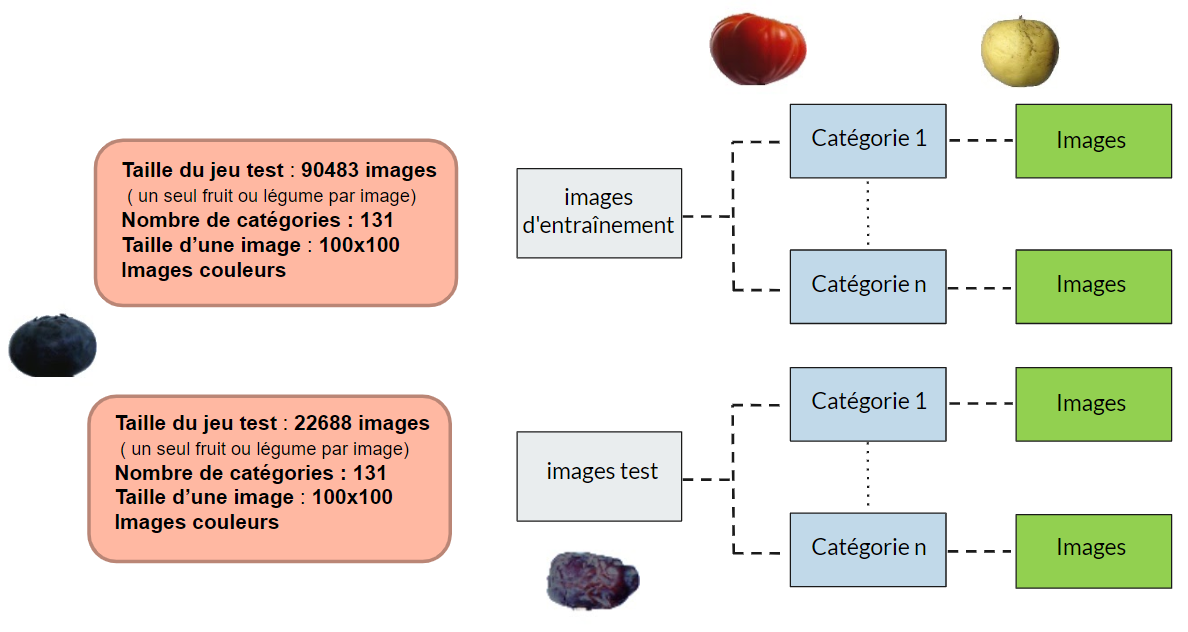 Taille du jeu test : 90483 images
( un seul fruit ou légume par image)
Nombre de catégories : 131
Taille d’une image : 100x100
Images couleurs
images
d'entraînement
Catégorie 1
Images
Catégorie n
Images
Taille du jeu test : 22688 images
( un seul fruit ou légume par image)
Nombre de catégories : 131
Taille d’une image : 100x100
Images couleurs
images test
Catégorie 1
Images
Catégorie n
Images